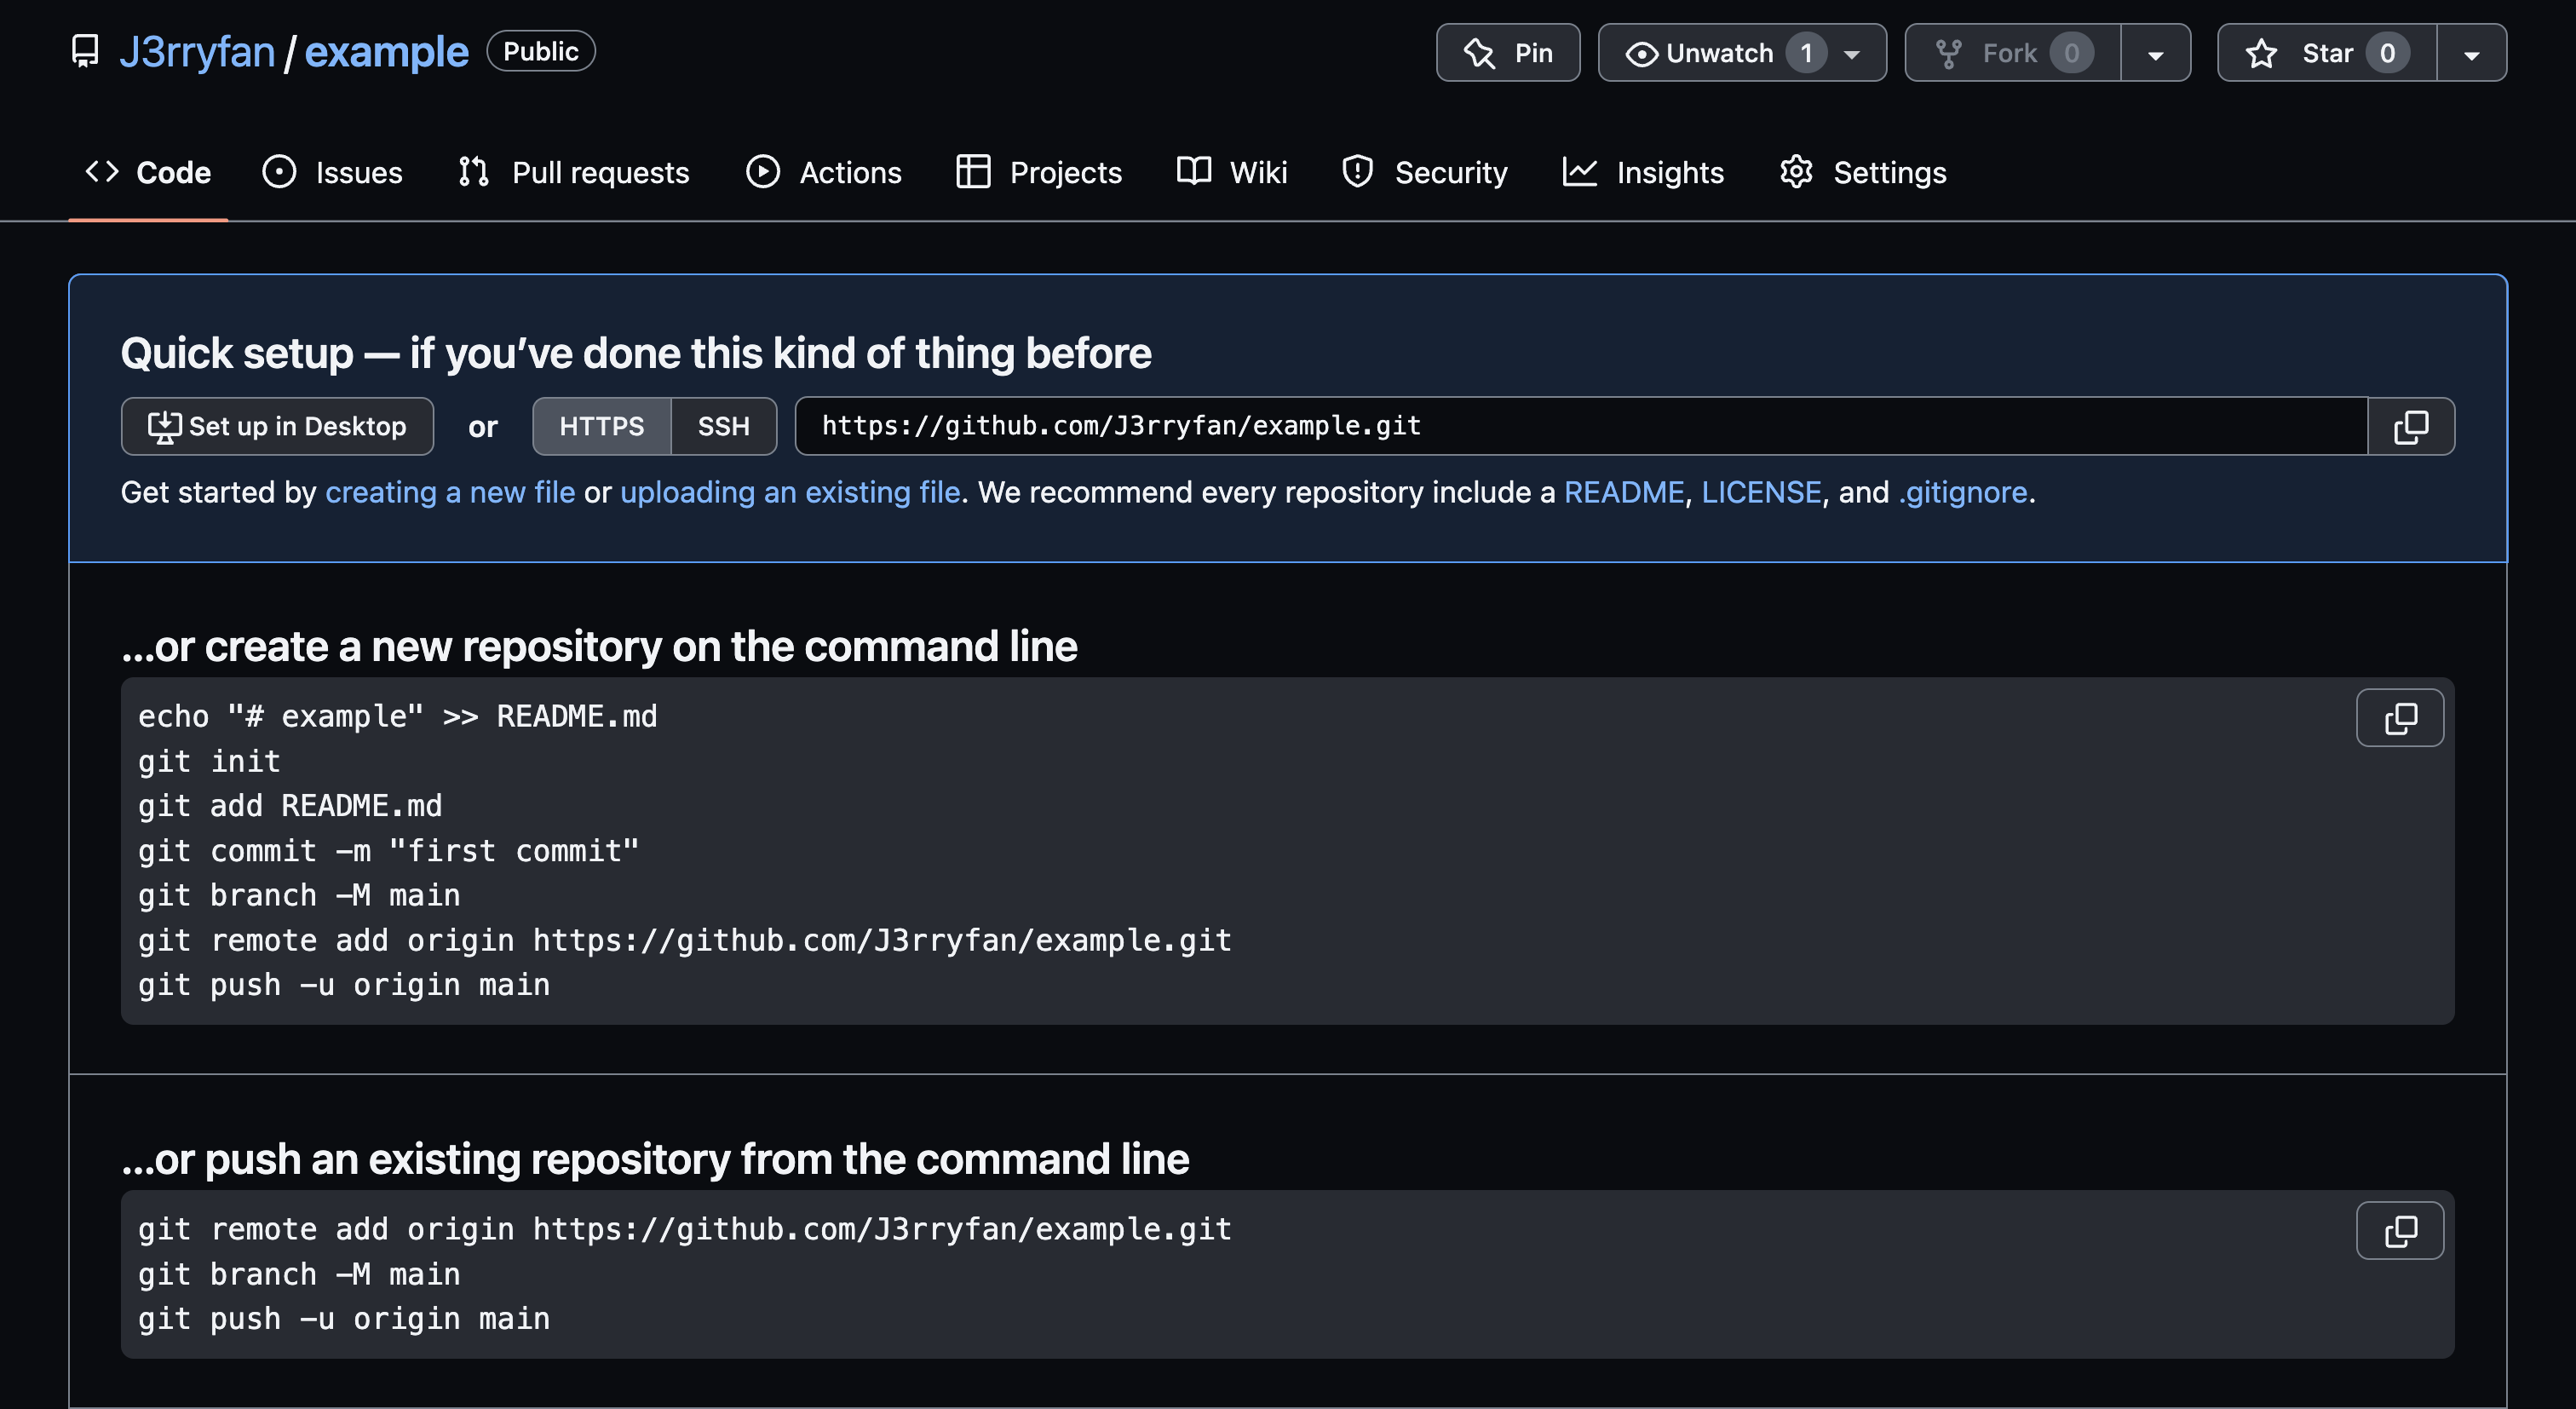 J3rryfan / example Public
Pin Unwatch 1 Fork 0 Star 0
Code Issues Pull requests Actions Projects Wiki Security Insights Settings
Quick setup — if you’ve done this kind of thing before
Set up in Desktop or HTTPS SSH https://github.com/J3rryfan/example.git
Get started by creating a new file or uploading an existing file. We recommend every repository include a README, LICENSE, and .gitignore.
…or create a new repository on the command line
echo "# example" >> README.md
git init
git add README.md
git commit -m "first commit"
git branch -M main
git remote add origin https://github.com/J3rryfan/example.git
git push -u origin main
…or push an existing repository from the command line
git remote add origin https://github.com/J3rryfan/example.git
git branch -M main
git push -u origin main